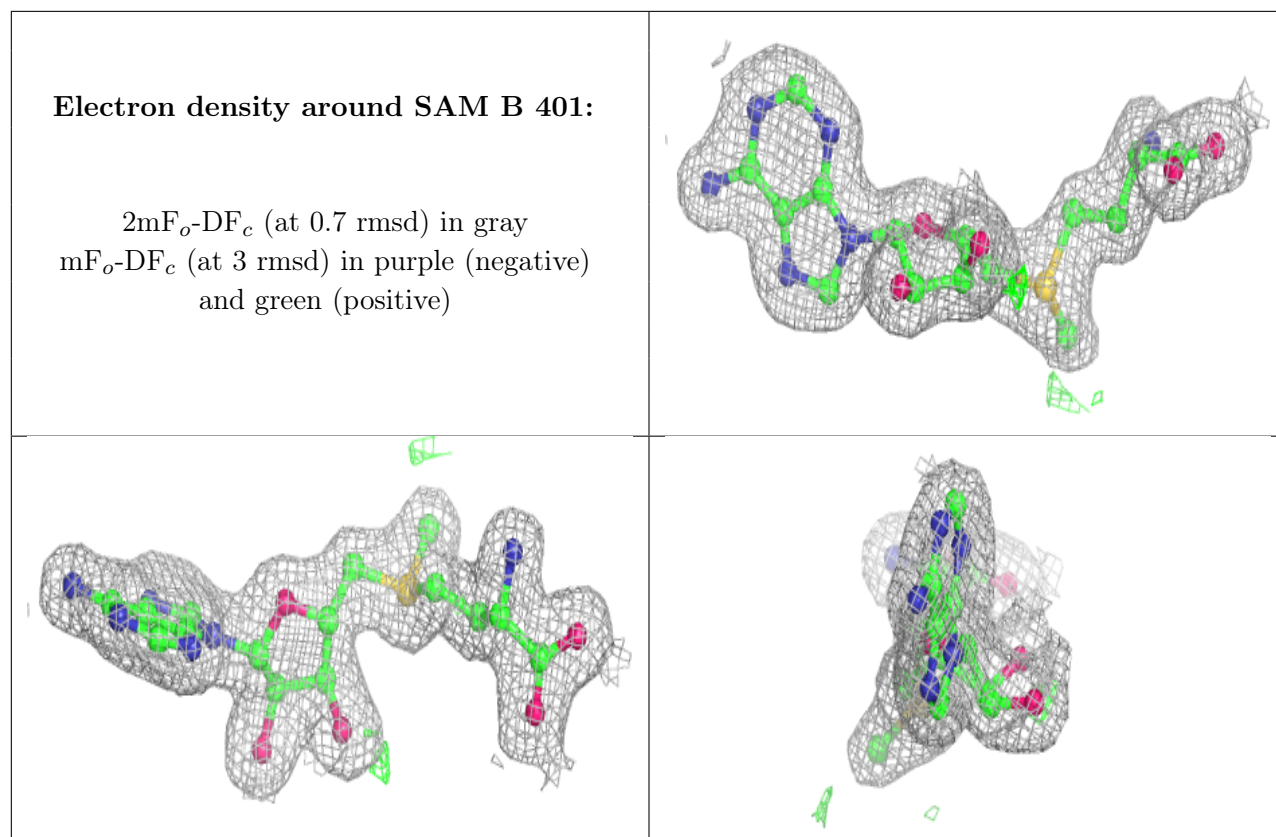 Electron density around SAM B 401:
2mFo-DFc (at 0.7 rmsd) in gray
mFo-DFc (at 3 rmsd) in purple (negative)
and green (positive)